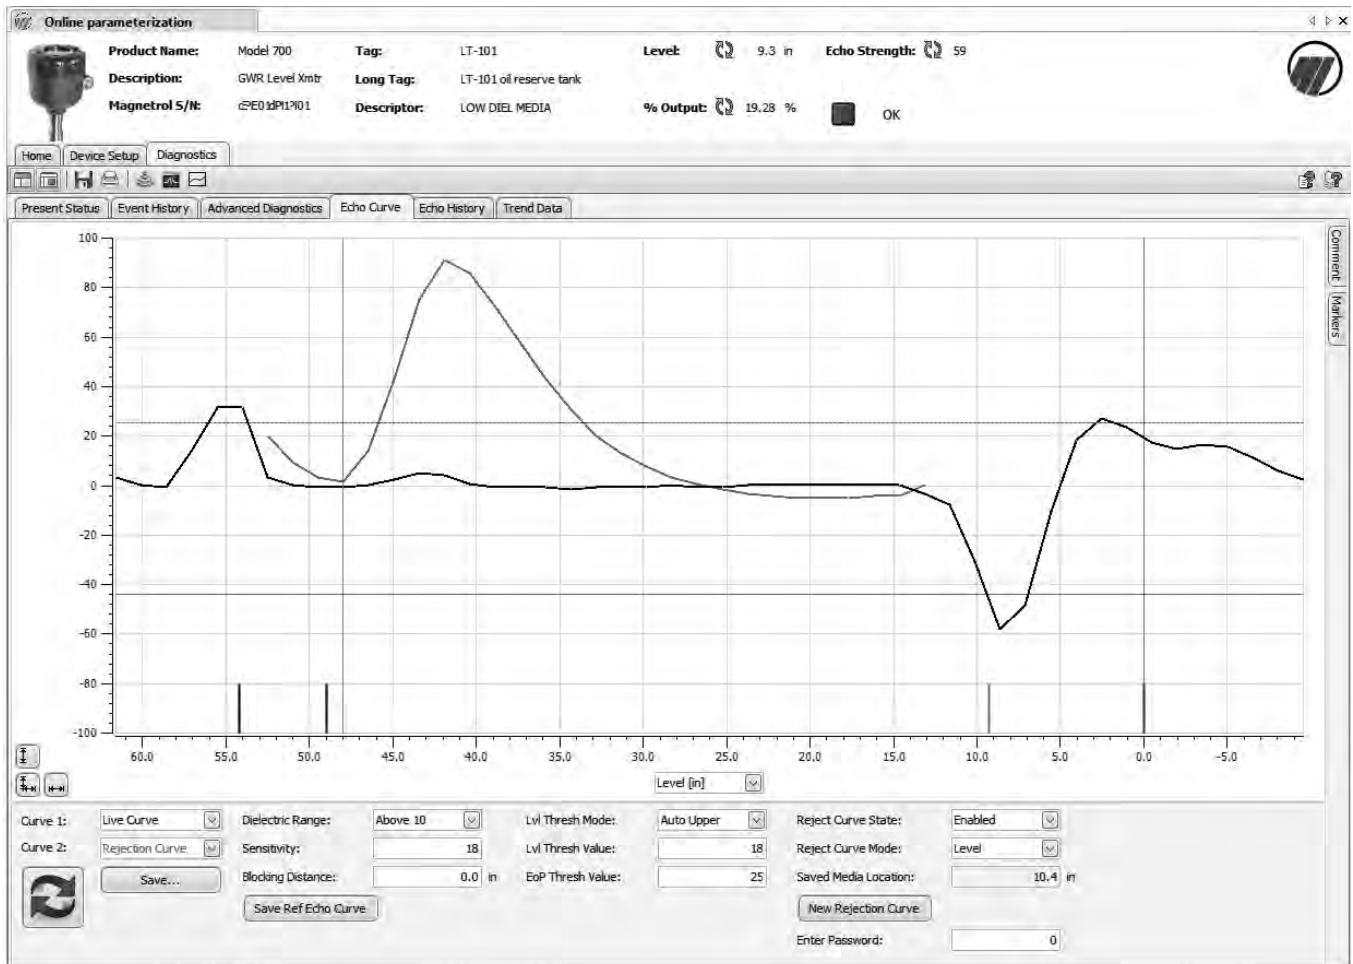 Online parameterization
Product Name: Model 700 Tag: LT-101 Level: 9.3 in Echo Strength: 59
Description: GWR Level Xmtr Long Tag: LT-101 oil reserve tank
Magnetrol S/N: Descriptor: LOW DIEL MEDIA % Output: 19.28 % OK
Home Device Setup Diagnostics
Present Status Event History Advanced Diagnostics Echo Curve Echo History Trend Data
Comment
Markers
100
80
60
40
20
0
-20
-40
-60
-80
-100
60.0 55.0 50.0 45.0 40.0 35.0 30.0 25.0 20.0 15.0 10.0 5.0 0.0 -5.0
Level [in]
Curve 1: Live Curve Dielectric Range: Above 10 Lvl Thresh Mode: Auto Upper Reject Curve State: Enabled
Curve 2: Rejection Curve Sensitivity: 18 Lvl Thresh Value: 18 Reject Curve Mode: Level
Save... Blocking Distance: 0.0 in EoP Thresh Value: 25 Saved Media Location: 10.4 in
Save Ref Echo Curve New Rejection Curve
Enter Password: 0